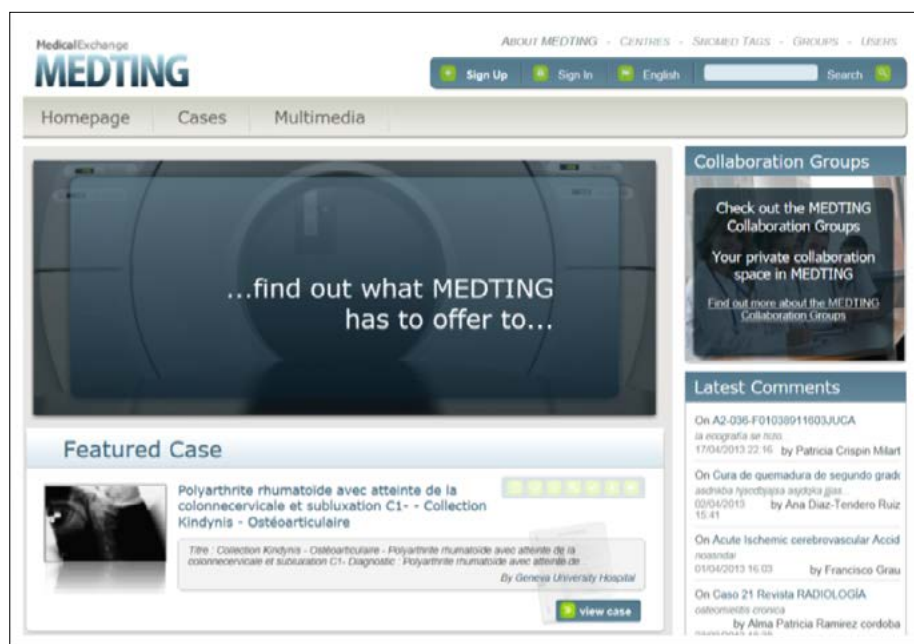 MedicalExchange
MEDTING
ABOUT MEDTING - CENTRES - SNOMED TAGS - GROUPS - USERS
Sign Up Sign In English Search
Homepage Cases Multimedia
...find out what MEDTING
has to offer to...
Collaboration Groups
Check out the MEDTING
Collaboration Groups
Your private collaboration
space in MEDTING
Find out more about the MEDTING
Collaboration Groups
Featured Case
Polyarthrite rhumatoide avec atteinte de la
colonnecervicale et subluxation C1- - Collection
Kindynis - Ostéoarticulaire
Titre : Collection Kindynis - Ostéoarticulaire - Polyarthrite rhumatoide avec atteinte de la
colonnecervicale et subluxation C1- Diagnostic : Polyarthrite rhumatoide avec atteinte de
By Geneva University Hospital
view case
Latest Comments
On A2-036-F01038911603JUCA
la ecografia se hizo...
17/04/2013 22:16 by Patricia Crispin Milart
On Cura de quemadura de segundo grado
02/04/2013 by Ana Diaz-Tendero Ruiz
15:41
On Acute Ischemic cerebrovascular Accid
noasndai
01/04/2013 16:03 by Francisco Grau
On Caso 21 Revista RADIOLOGÍA
osteomielitis cronica
by Alma Patricia Ramirez cordoba